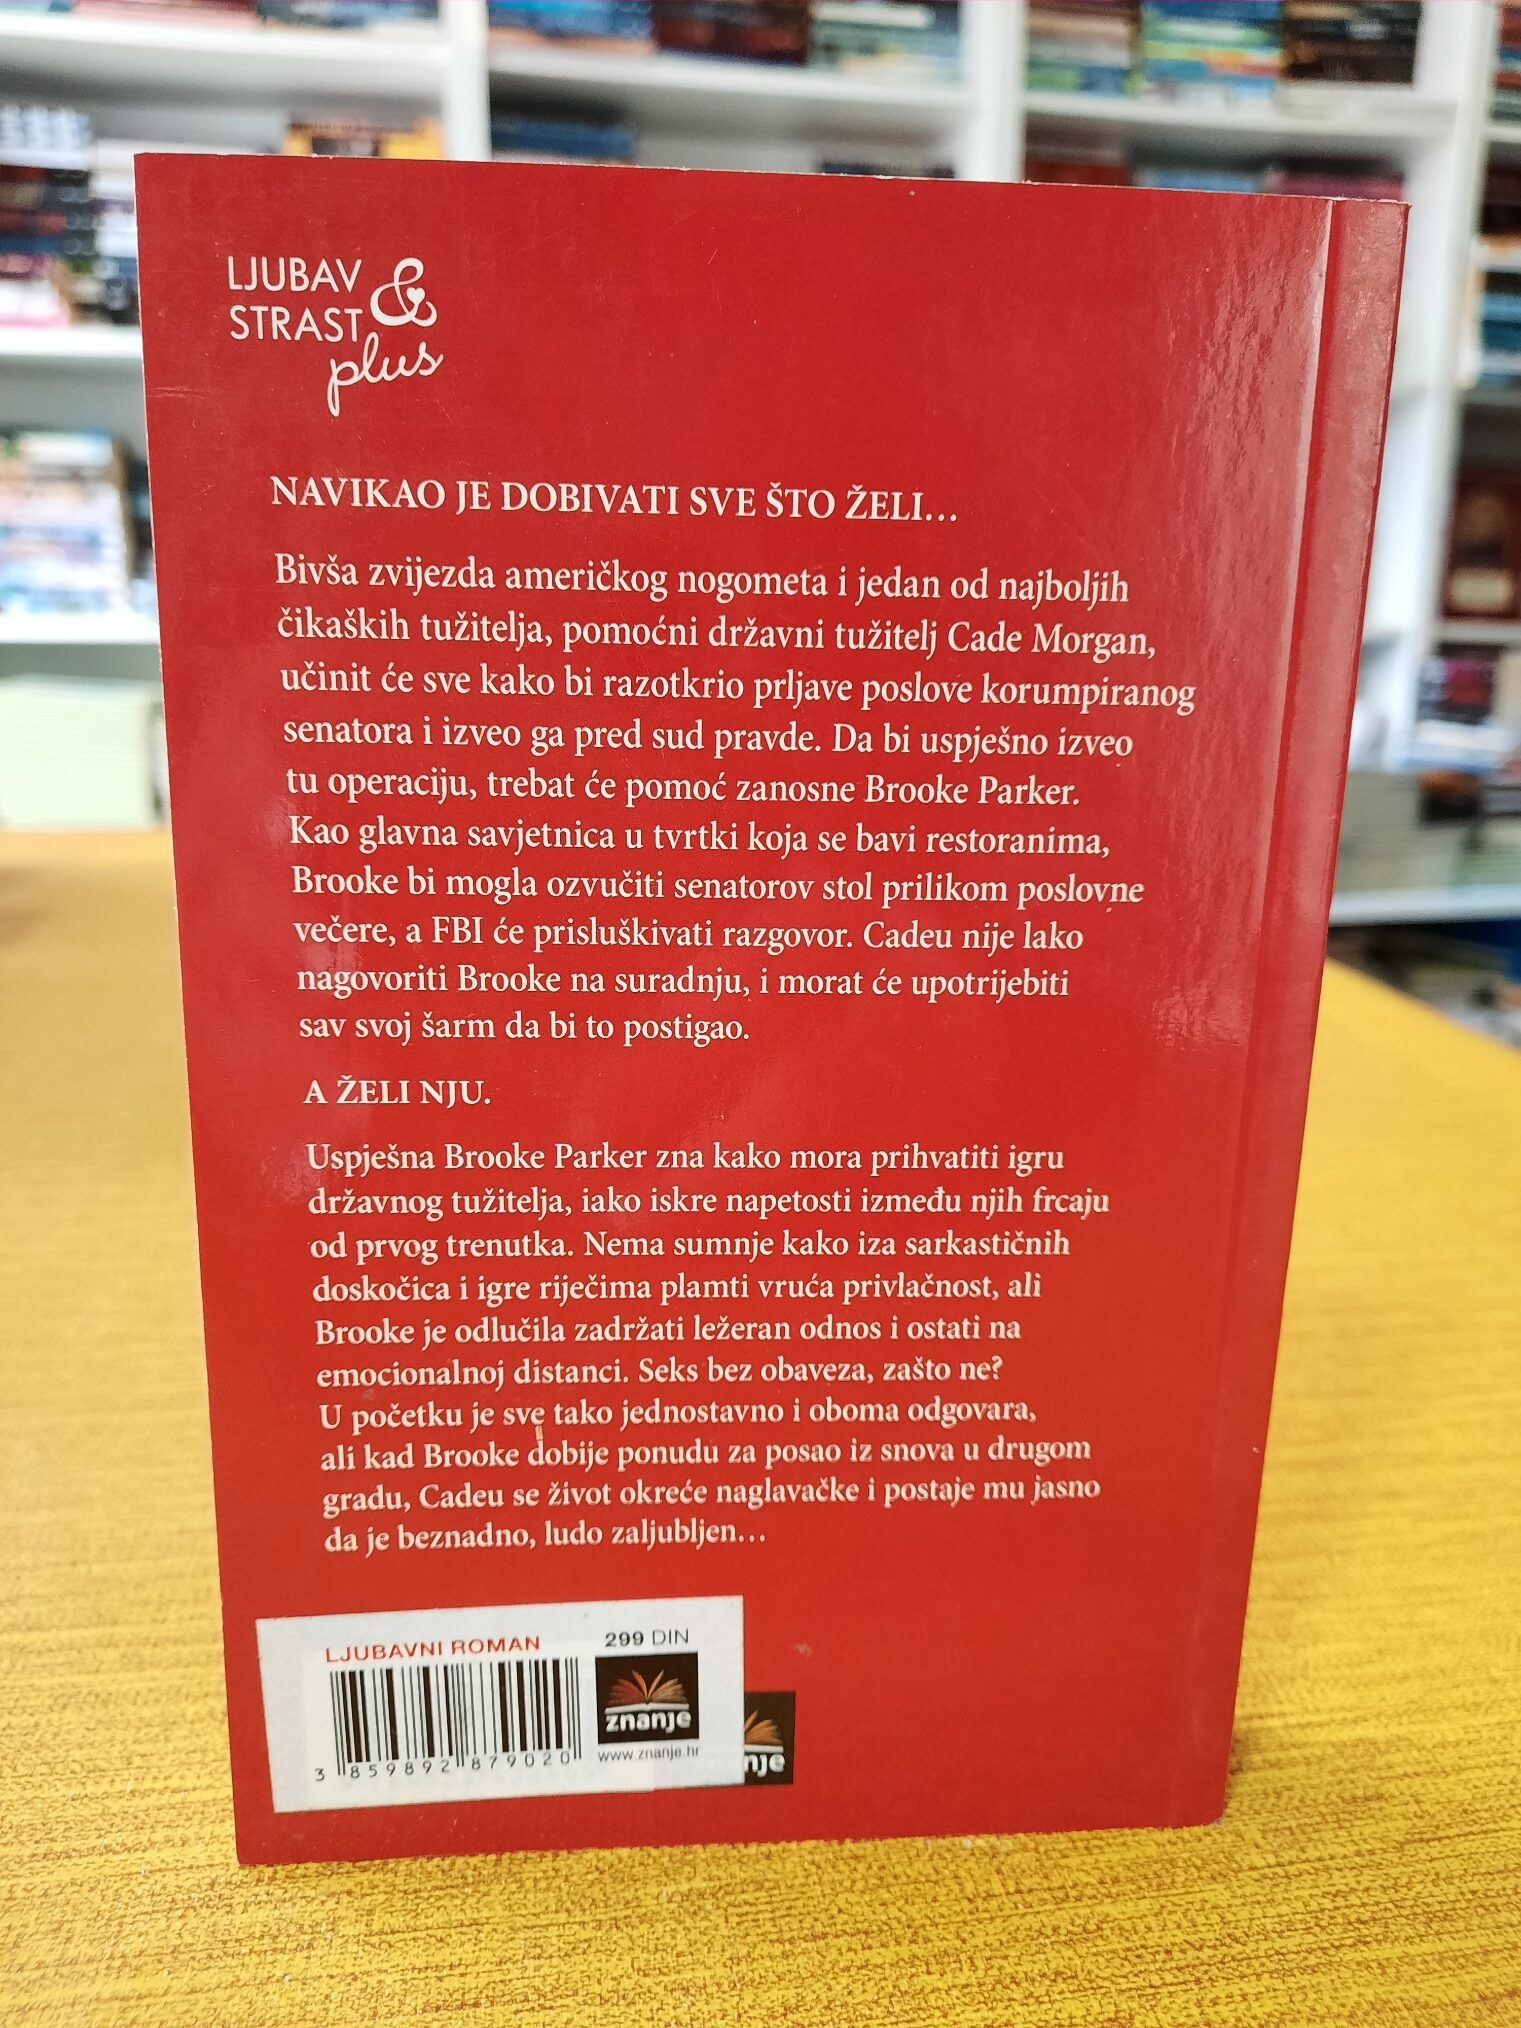 LJUBAV &
STRAST
plus
NAVIKAO JE DOBIVATI SVE ŠTO ŽELI...
Bivša zvijezda američkog nogometa i jedan od najboljih
čikaških tužitelja, pomoćni državni tužitelj Cade Morgan,
učinit će sve kako bi razotkrio prljave poslove korumpiranog
senatora i izveo ga pred sud pravde. Da bi uspješno izveo
tu operaciju, trebat će pomoć zanosne Brooke Parker.
Kao glavna savjetnica u tvrtki koja se bavi restoranima,
Brooke bi mogla ozvučiti senatorov stol prilikom poslovne
večere, a FBI će prisluškivati razgovor. Cadeu nije lako
nagovoriti Brooke na suradnju, i morat će upotrijebiti
sav svoj šarm da bi to postigao.
A ŽELI NJU.
Uspješna Brooke Parker zna kako mora prihvatiti igru
državnog tužitelja, iako iskre napetosti između njih frcaju
od prvog trenutka. Nema sumnje kako iza sarkastičnih
doskočica i igre riječima plamti vruća privlačnost, ali
Brooke je odlučila zadržati ležeran odnos i ostati na
emocionalnoj distanci. Seks bez obaveza, zašto ne?
U početku je sve tako jednostavno i oboma odgovara,
ali kad Brooke dobije ponudu za posao iz snova u drugom
gradu, Cadeu se život okreće naglavačke i postaje mu jasno
da je beznadno, ludo zaljubljen...
LJUBAVNI ROMAN 299 DIN
znanje
www.znanje.hr
3 859892 879020
nje